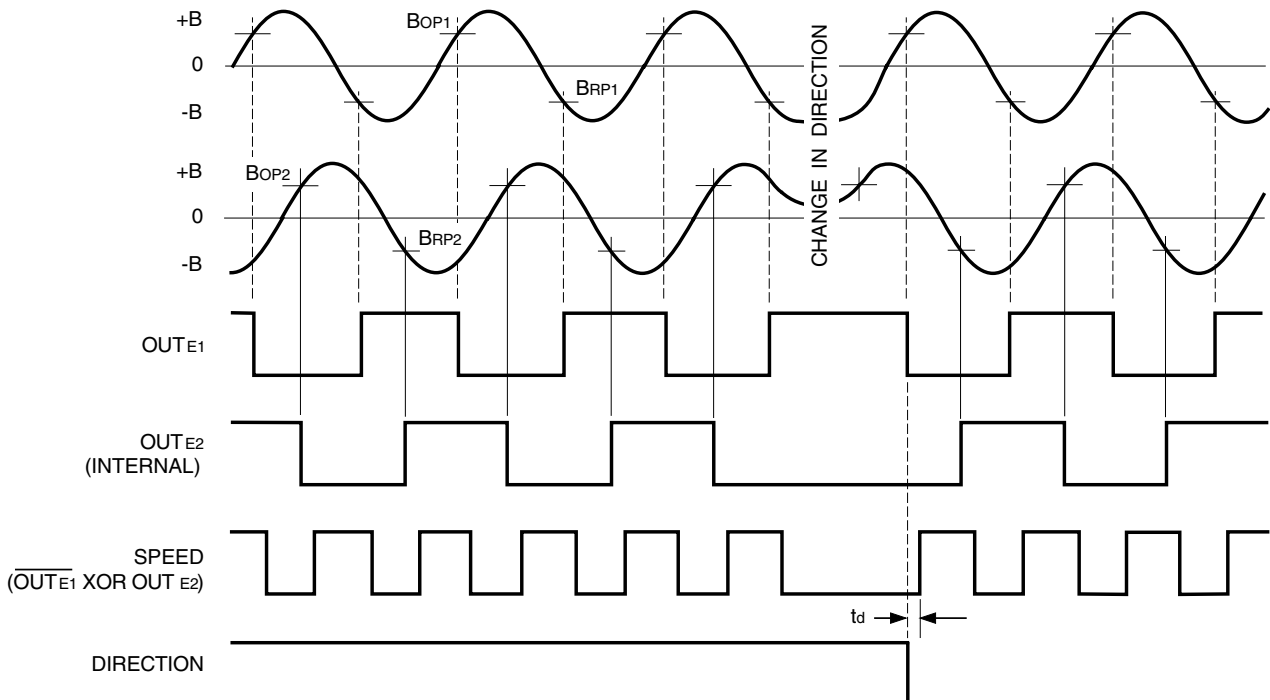 +B
BOP1
0
BRP1
-B
+B
BOP2
0
BRP2
-B
CHANGE IN DIRECTION
OUTE1
OUTE2
(INTERNAL)
SPEED
(OUTE1 XOR OUT E2)
td
DIRECTION